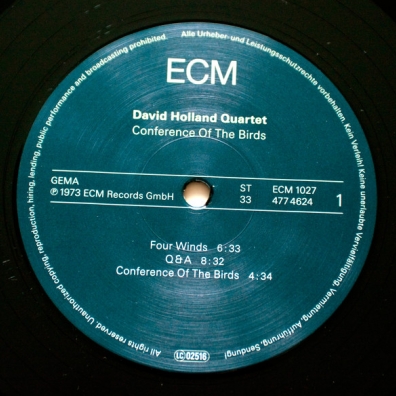 ECM
David Holland Quartet
Conference Of The Birds
GEMA
℗ 1973 ECM Records GmbH
ST
33
ECM 1027
477 4624
1
Four Winds 6:33
Q&A 8:32
Conference Of The Birds 4:34
LC 02516
Alle Urheber- und Leistungsschutzrechte vorbehalten. Kein Verleih! Keine unerlaubte Vervielfältigung, Vermietung, Aufführung, Sendung!
All rights reserved. Unauthorized copying, reproduction, hiring, lending, public performance and broadcasting prohibited.